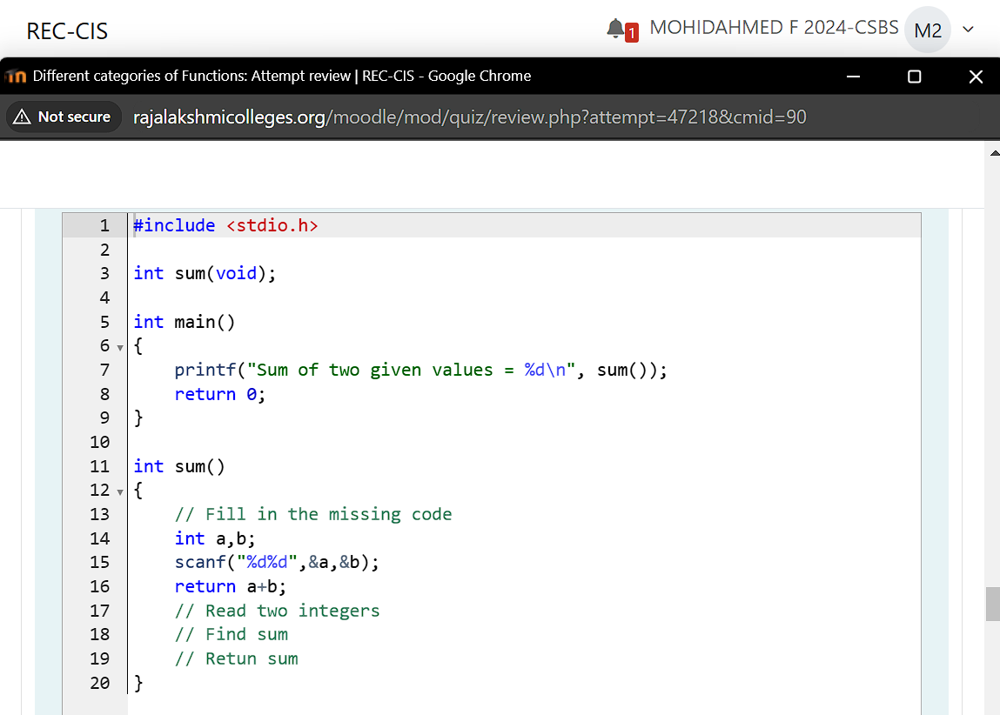 REC-CIS
1 MOHIDAHMED F 2024-CSBS M2
Different categories of Functions: Attempt review | REC-CIS - Google Chrome
Not secure rajalakshmicolleges.org/moodle/mod/quiz/review.php?attempt=47218&cmid=90
1 #include <stdio.h>
2
3 int sum(void);
4
5 int main()
6 {
7     printf("Sum of two given values = %d\n", sum());
8     return 0;
9 }
10
11 int sum()
12 {
13     // Fill in the missing code
14     int a,b;
15     scanf("%d%d",&a,&b);
16     return a+b;
17     // Read two integers
18     // Find sum
19     // Retun sum
20 }